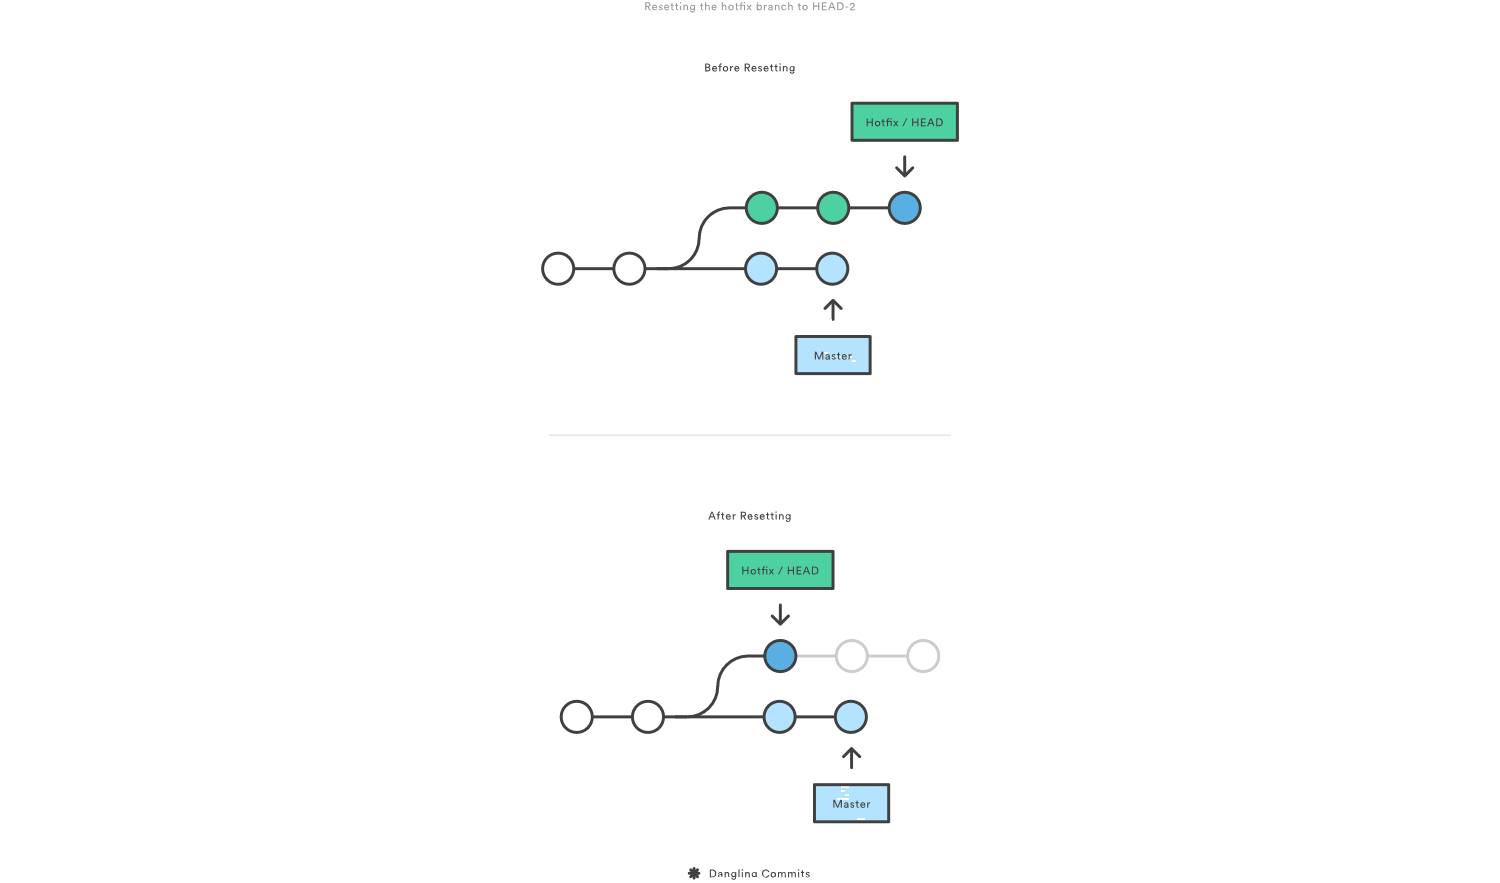 Resetting the hotfix branch to HEAD-2
Before Resetting
Hotfix / HEAD
Master
After Resetting
Hotfix / HEAD
Master
Dangling Commits